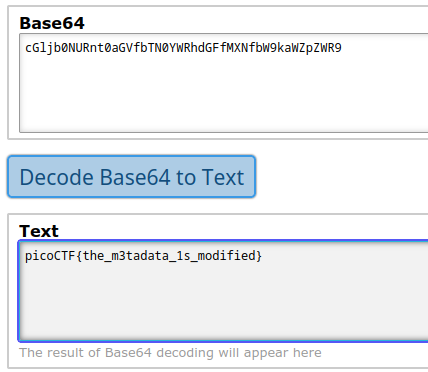 Base64
cGljb0NURnt0aGVfbTN0YWRhdGFfMXNfbW9kaWZpZWR9
Decode Base64 to Text
Text
picoCTF{the_m3tadata_1s_modified}
The result of Base64 decoding will appear here